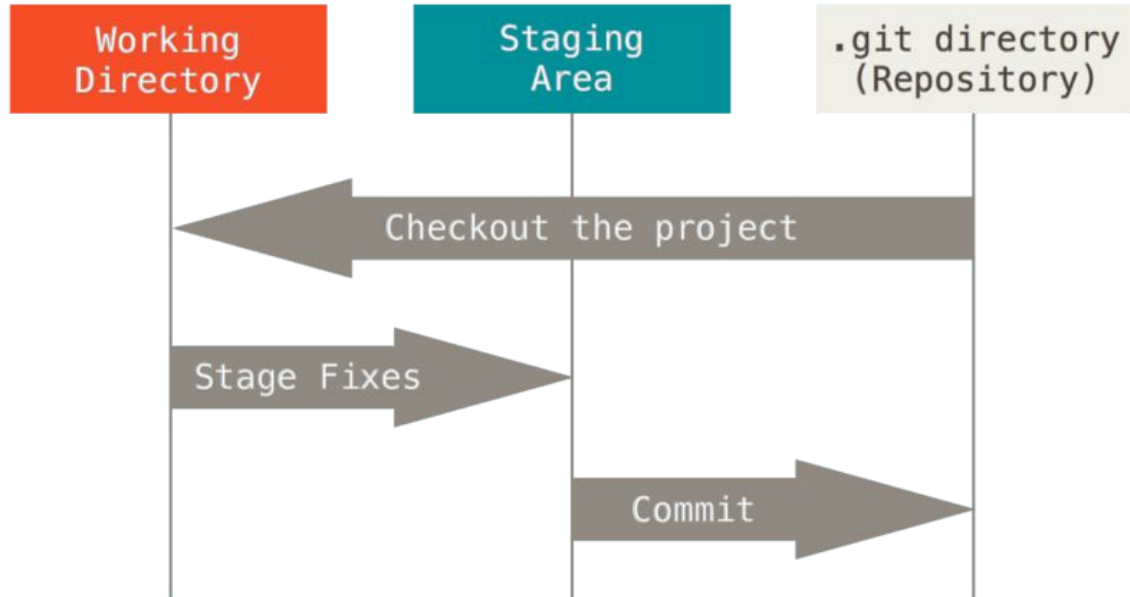 Working
Directory
Staging
Area
.git directory
(Repository)
Checkout the project
Stage Fixes
Commit